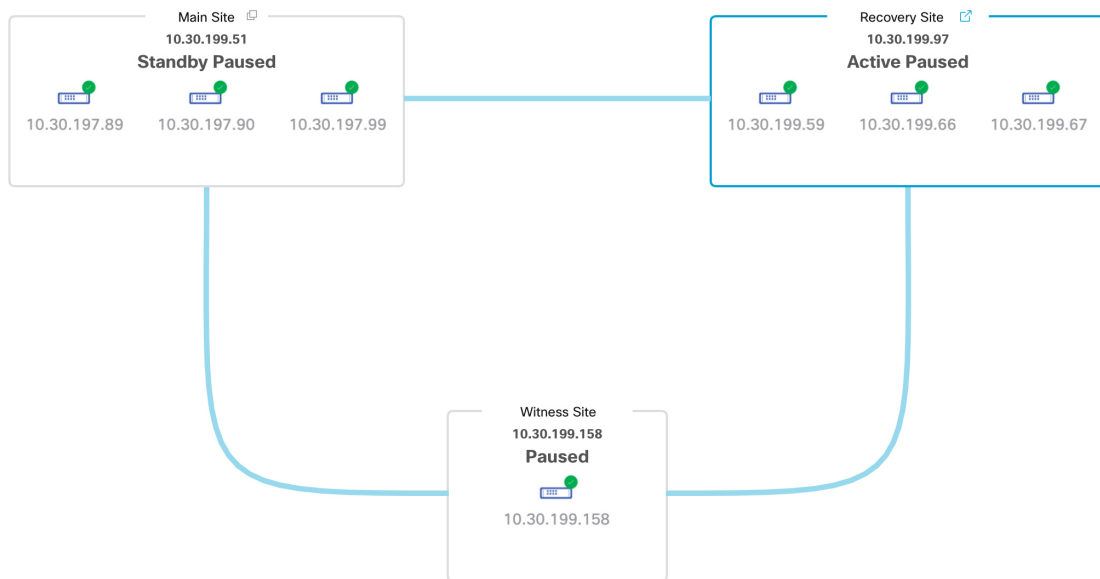 Main Site
10.30.199.51
Standby Paused
10.30.197.89 10.30.197.90 10.30.197.99
Recovery Site
10.30.199.97
Active Paused
10.30.199.59 10.30.199.66 10.30.199.67
Witness Site
10.30.199.158
Paused
10.30.199.158